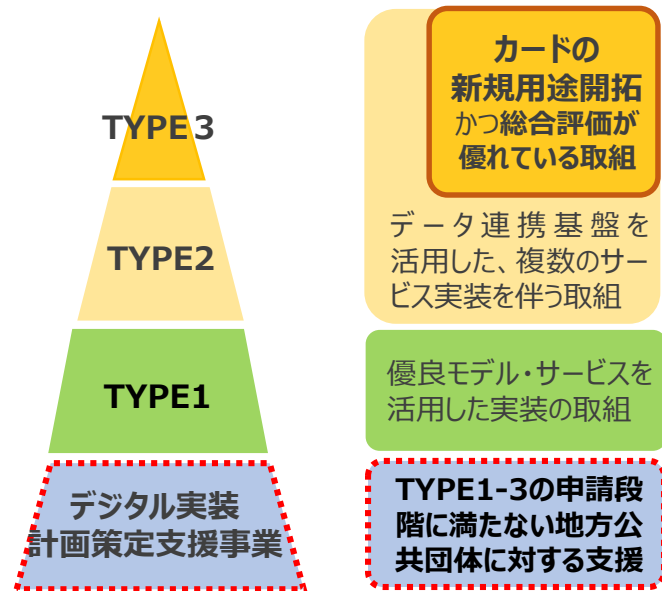 TYPE３
カードの
新規用途開拓
かつ総合評価が
優れている取組
TYPE2
データ連携基盤を
活用した、複数のサー
ビス実装を伴う取組
TYPE1
優良モデル・サービスを
活用した実装の取組
デジタル実装
計画策定支援事業
TYPE1-3の申請段
階に満たない地方公
共団体に対する支援